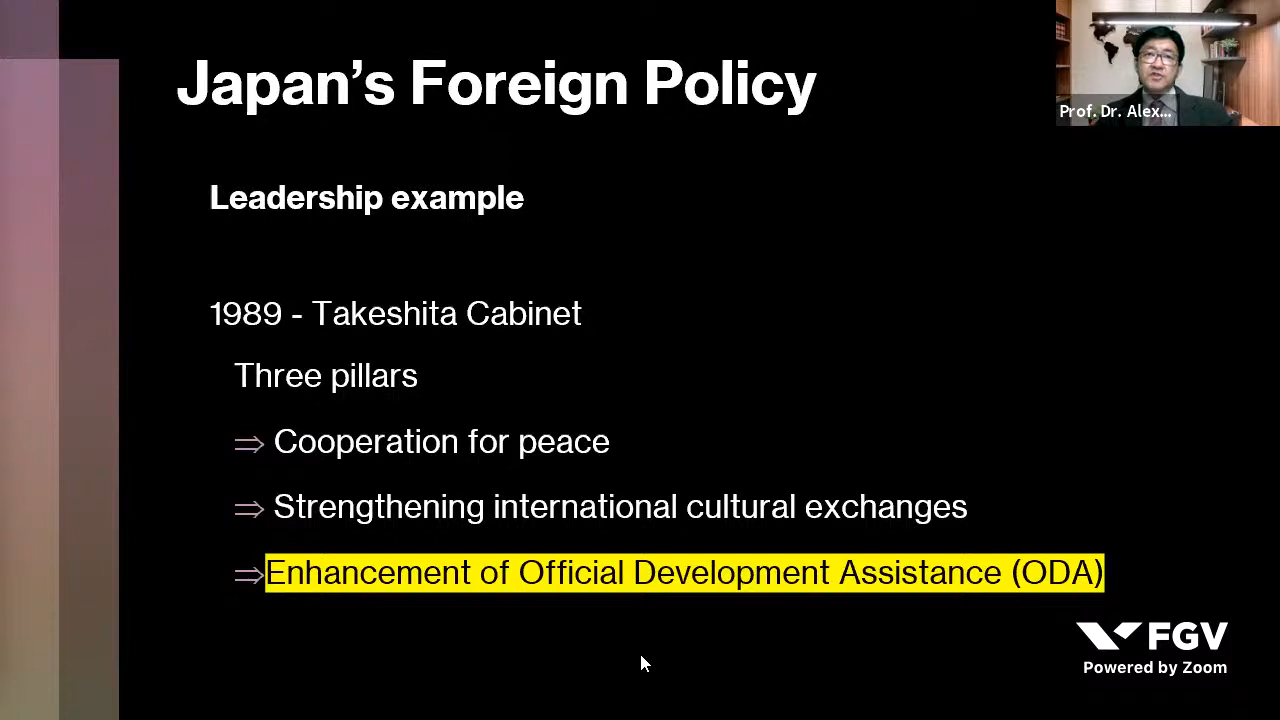 Japan’s Foreign Policy
Prof. Dr. Alex...
Leadership example
1989 - Takeshita Cabinet
Three pillars
⇒ Cooperation for peace
⇒ Strengthening international cultural exchanges
⇒Enhancement of Official Development Assistance (ODA)
FGV
Powered by Zoom